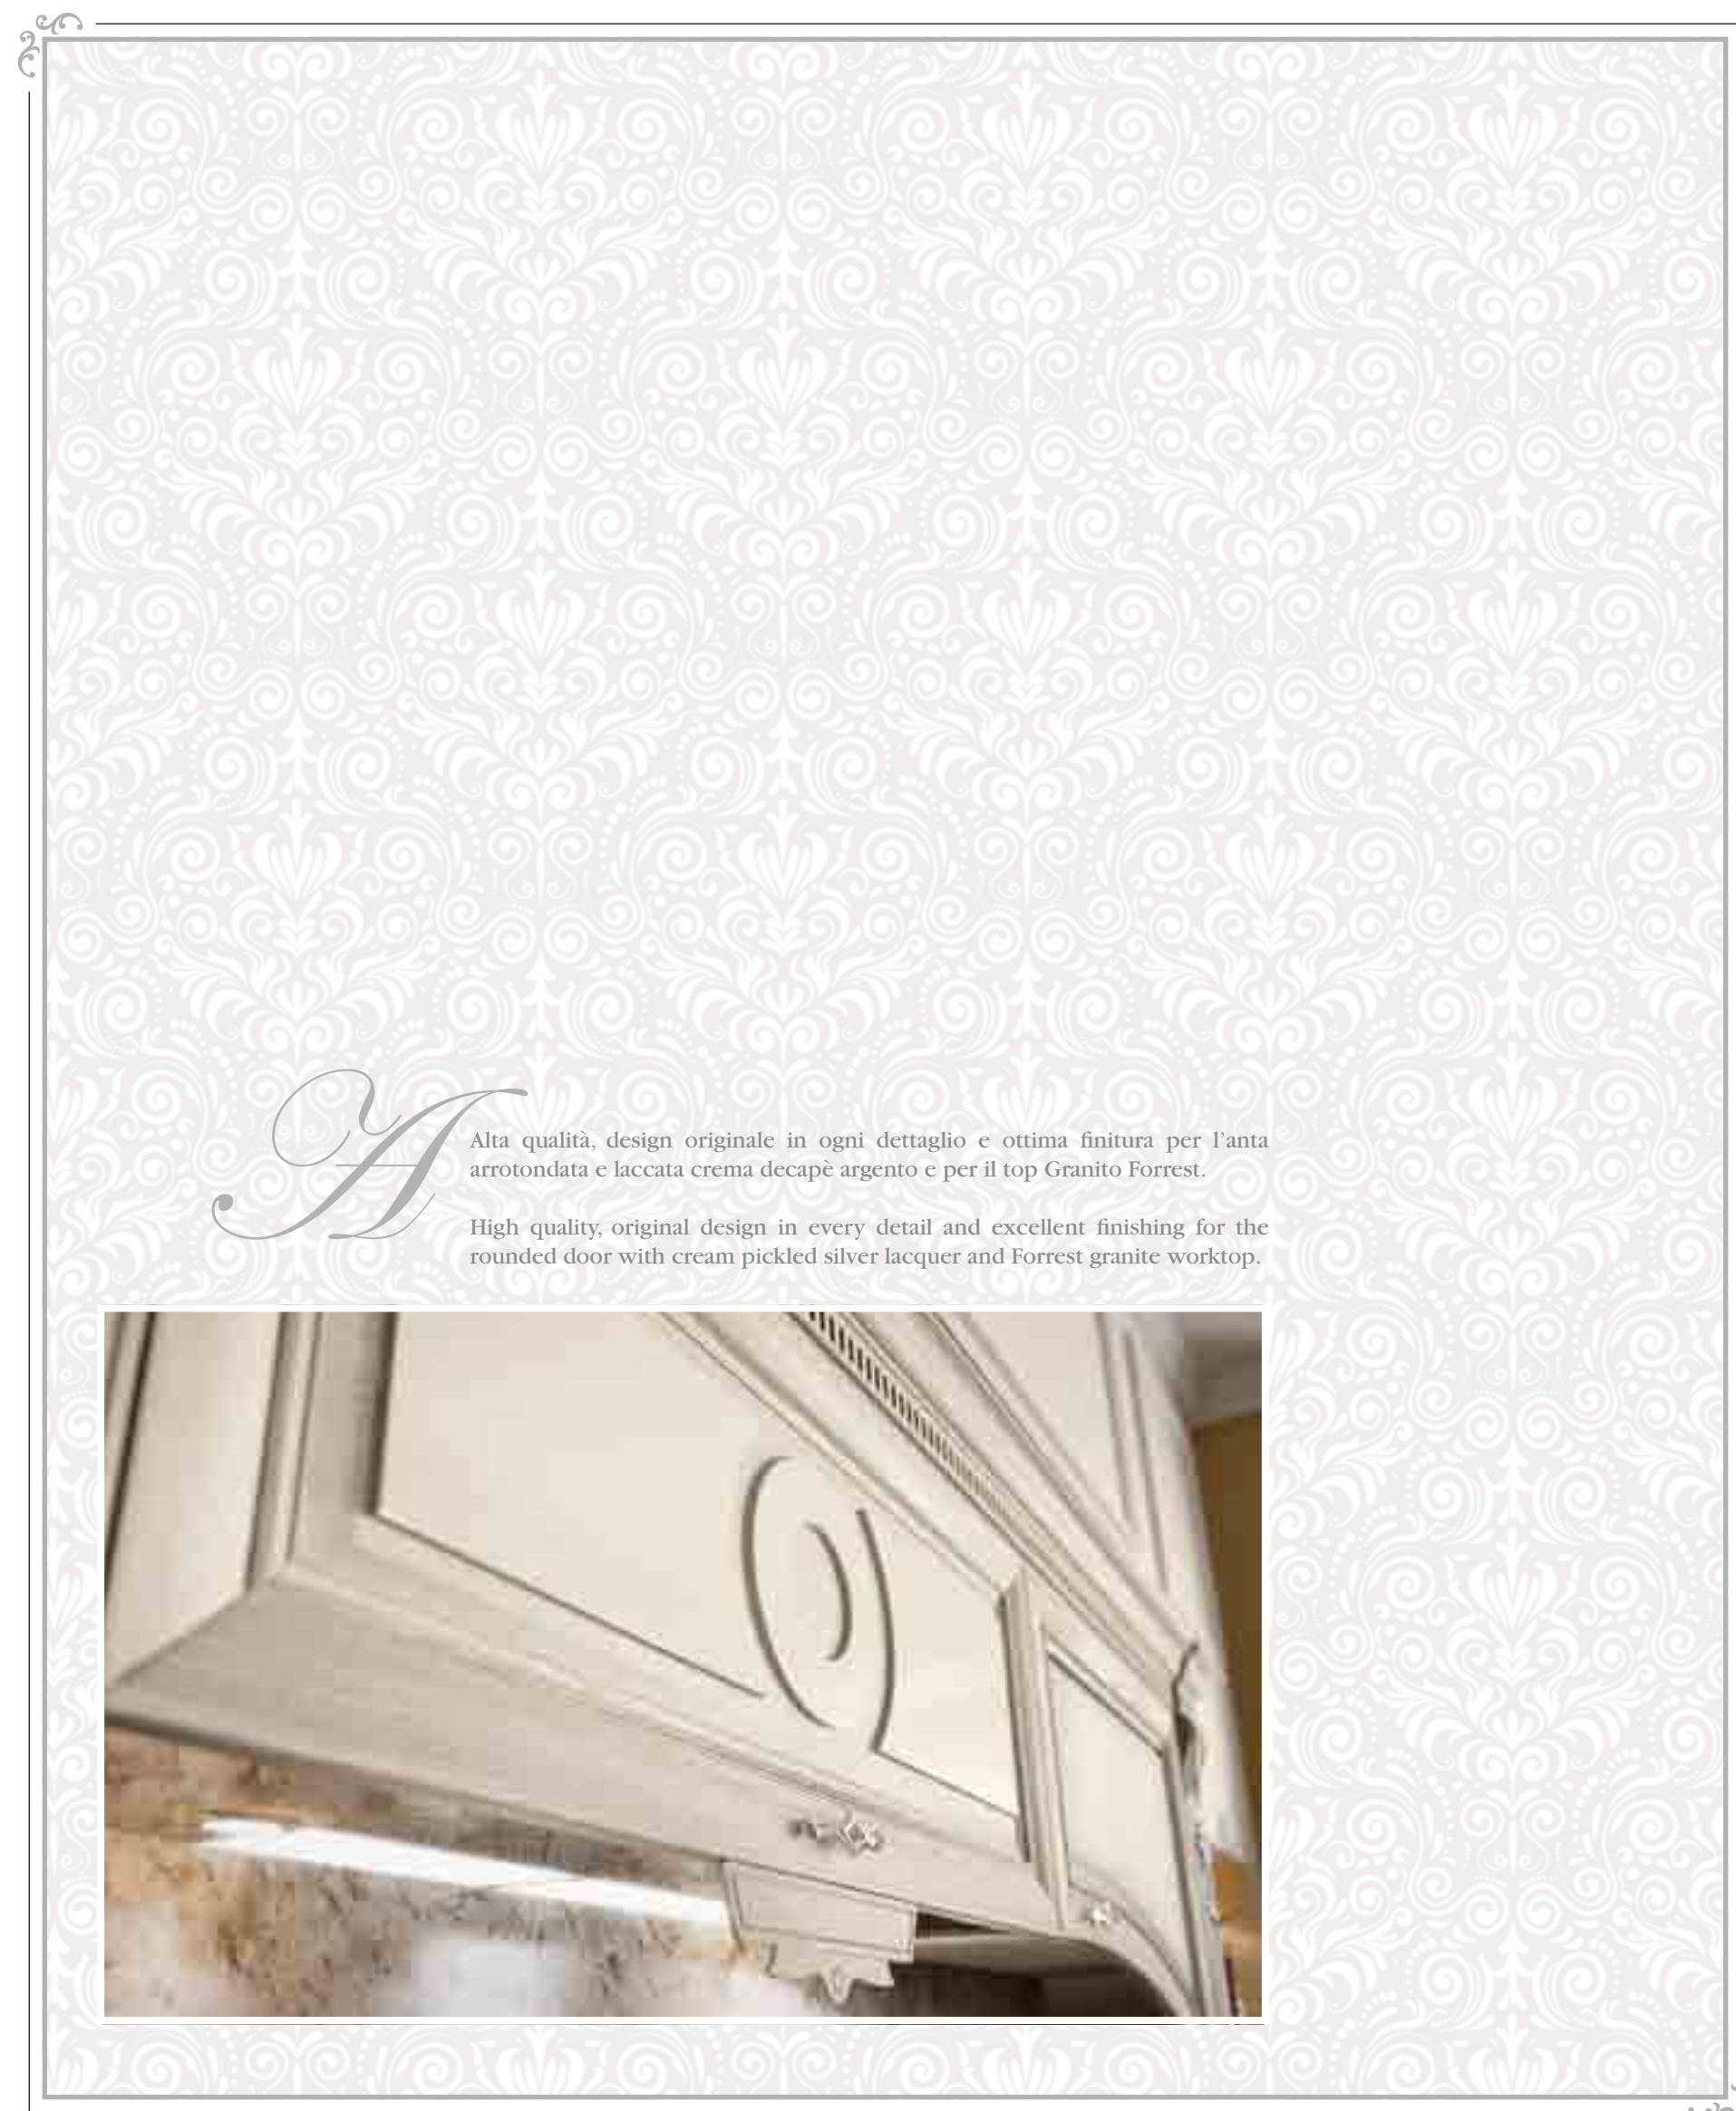 A
Alta qualità, design originale in ogni dettaglio e ottima finitura per l’anta
arrotondata e laccata crema decapè argento e per il top Granito Forrest.
High quality, original design in every detail and excellent finishing for the
rounded door with cream pickled silver lacquer and Forrest granite worktop.